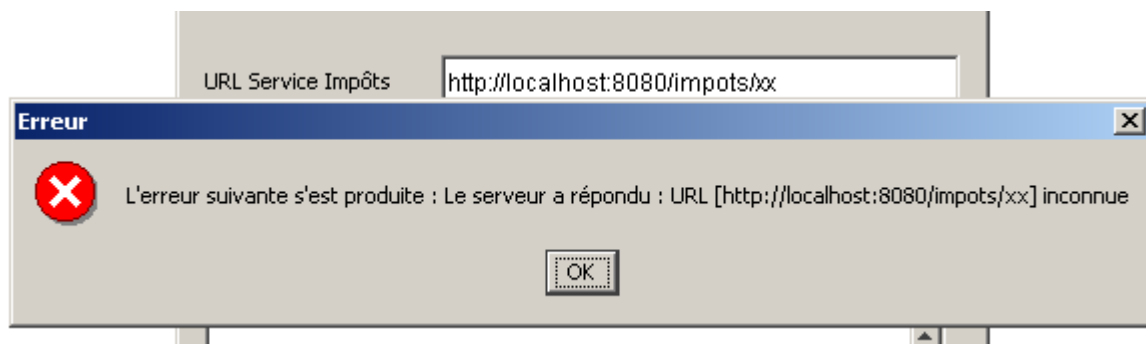 URL Service Impôts http://localhost:8080/impots/xx
Erreur
L'erreur suivante s'est produite : Le serveur a répondu : URL [http://localhost:8080/impots/xx] inconnue
OK